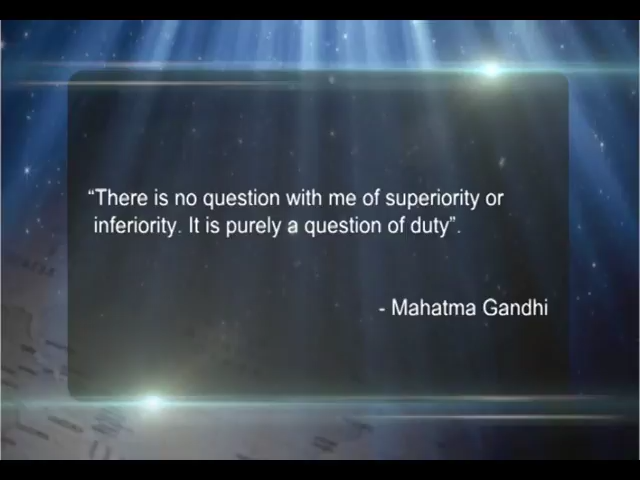 “There is no question with me of superiority or
inferiority. It is purely a question of duty”.
- Mahatma Gandhi